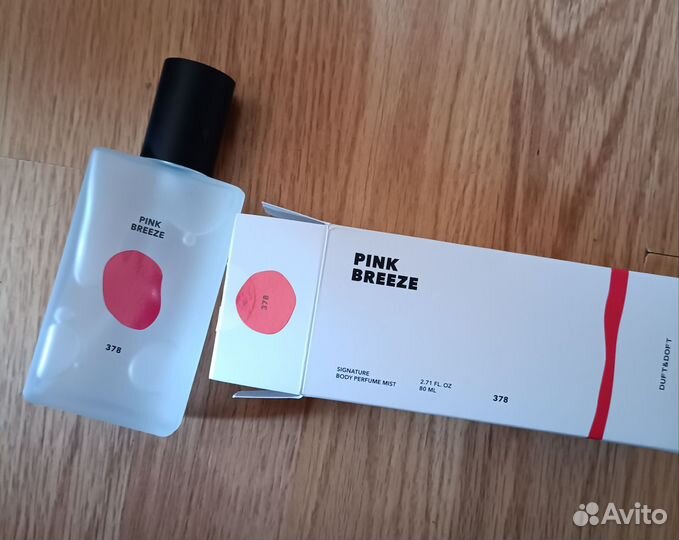 PINK
BREEZE
378
378
PINK
BREEZE
SIGNATURE
BODY PERFUME MIST
2.71 FL. OZ
80 ML
378
DUFT&DOFT
Avito